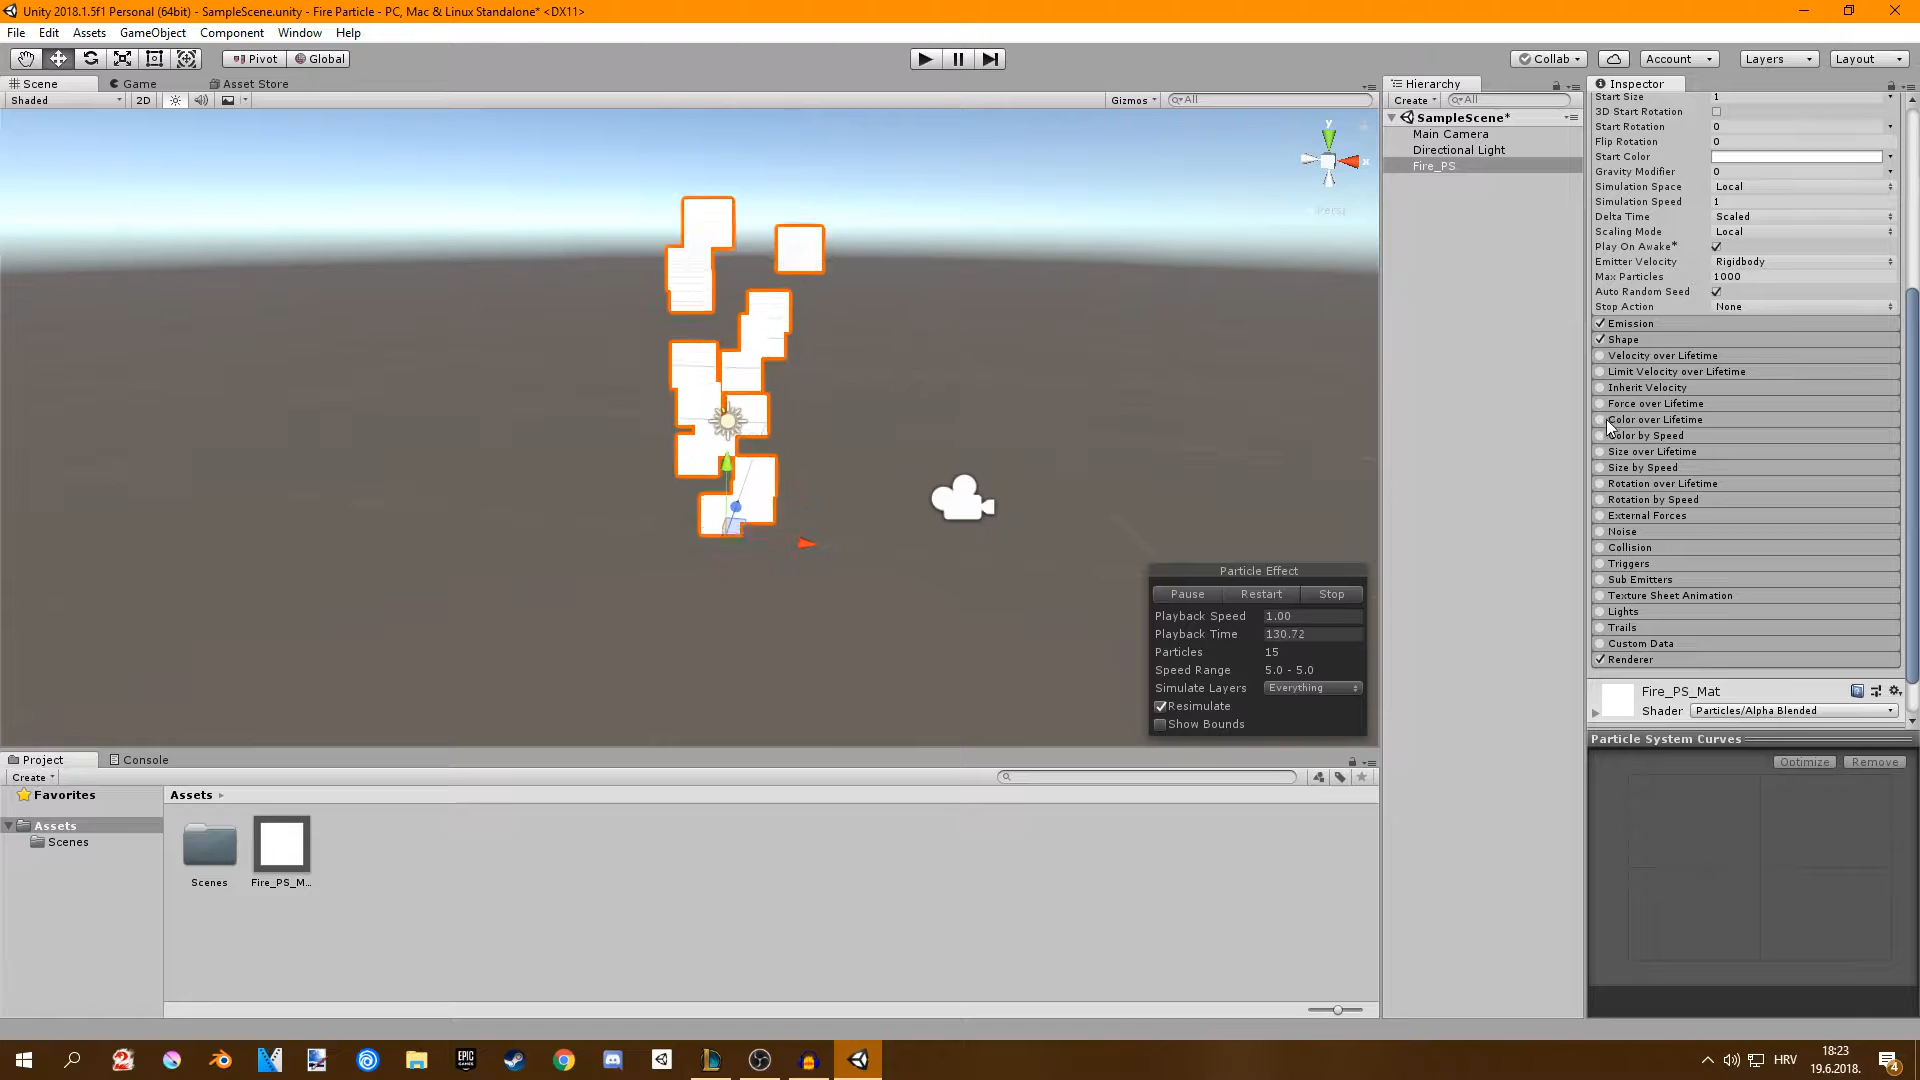 Unity 2018.1.5f1 Personal (64bit) - SampleScene.unity - Fire Particle - PC, Mac & Linux Standalone* <DX11>
File Edit Assets GameObject Component Window Help
Pivot Global Collab Account Layers Layout
Scene Game Asset Store
Shaded 2D Gizmos All
Hierarchy
Create All
SampleScene*
Main Camera
Directional Light
Fire_PS
y
x
Persp
Inspector
Start Size 1
3D Start Rotation
Start Rotation 0
Flip Rotation 0
Start Color
Gravity Modifier 0
Simulation Space Local
Simulation Speed 1
Delta Time Scaled
Scaling Mode Local
Play On Awake*
Emitter Velocity Rigidbody
Max Particles 1000
Auto Random Seed
Stop Action None
Emission
Shape
Velocity over Lifetime
Limit Velocity over Lifetime
Inherit Velocity
Force over Lifetime
Color over Lifetime
Color by Speed
Size over Lifetime
Size by Speed
Rotation over Lifetime
Rotation by Speed
External Forces
Noise
Collision
Triggers
Sub Emitters
Texture Sheet Animation
Lights
Trails
Custom Data
Renderer
Fire_PS_Mat
Shader Particles/Alpha Blended
Particle System Curves
Optimize Remove
Particle Effect
Pause Restart Stop
Playback Speed 1.00
Playback Time 130.72
Particles 15
Speed Range 5.0 - 5.0
Simulate Layers Everything
Resimulate
Show Bounds
Project Console
Create
Favorites
Assets
Scenes
Assets
Scenes
Fire_PS_M...
EPIC GAMES
HRV
18:23
19.6.2018.
4